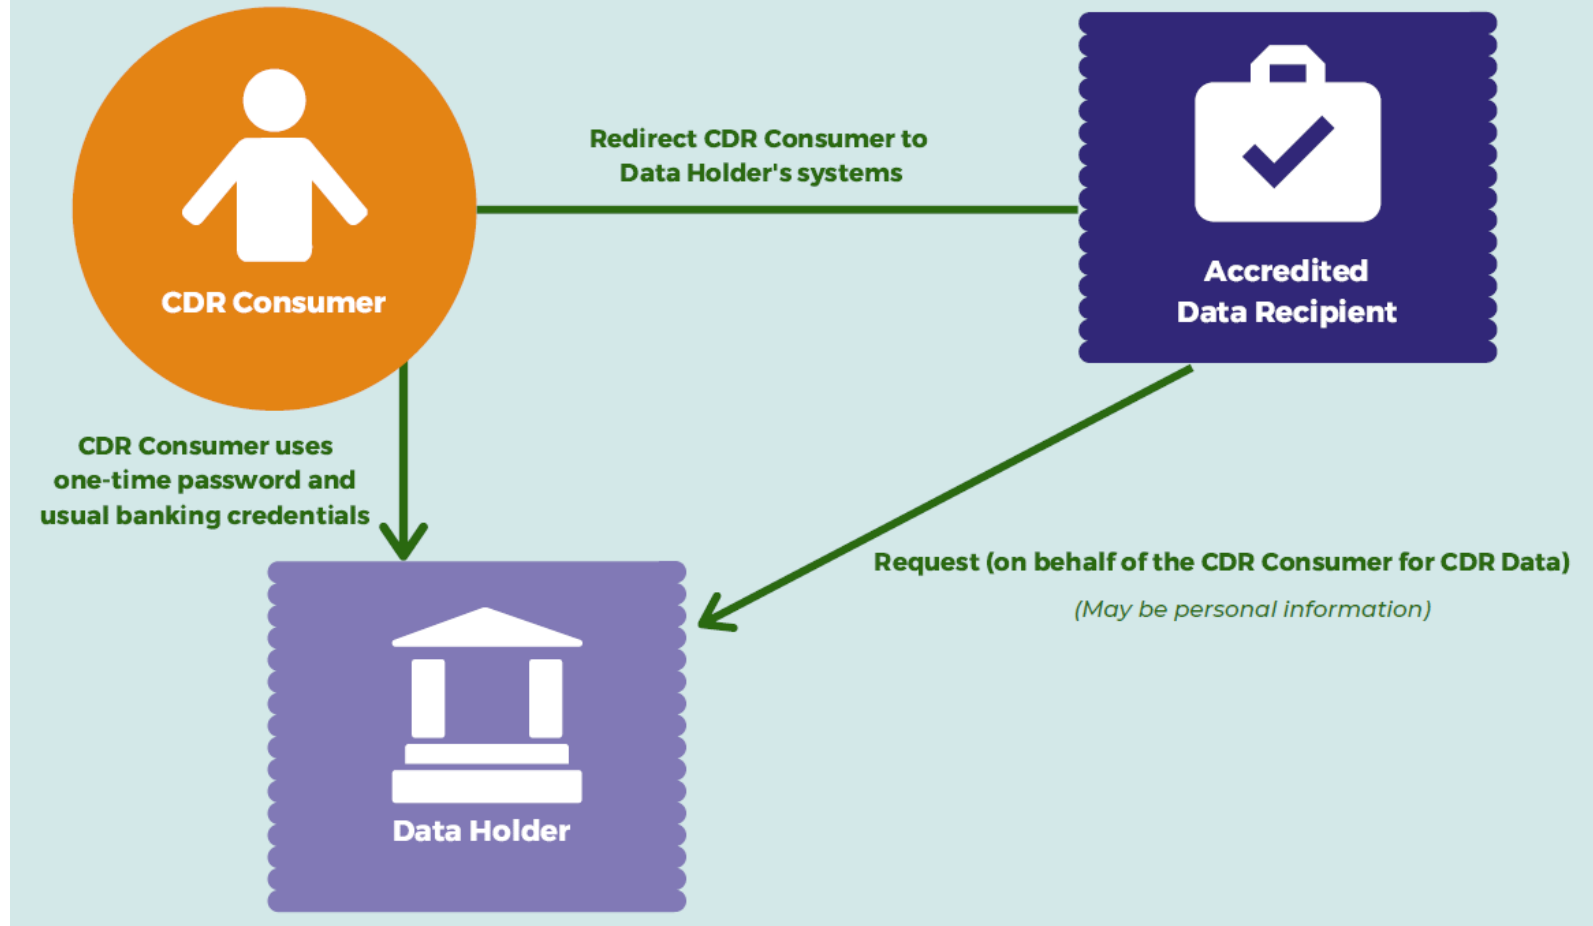 Redirect CDR Consumer to
Data Holder's systems
CDR Consumer
Accredited
Data Recipient
CDR Consumer uses
one-time password and
usual banking credentials
Request (on behalf of the CDR Consumer for CDR Data)
(May be personal information)
Data Holder